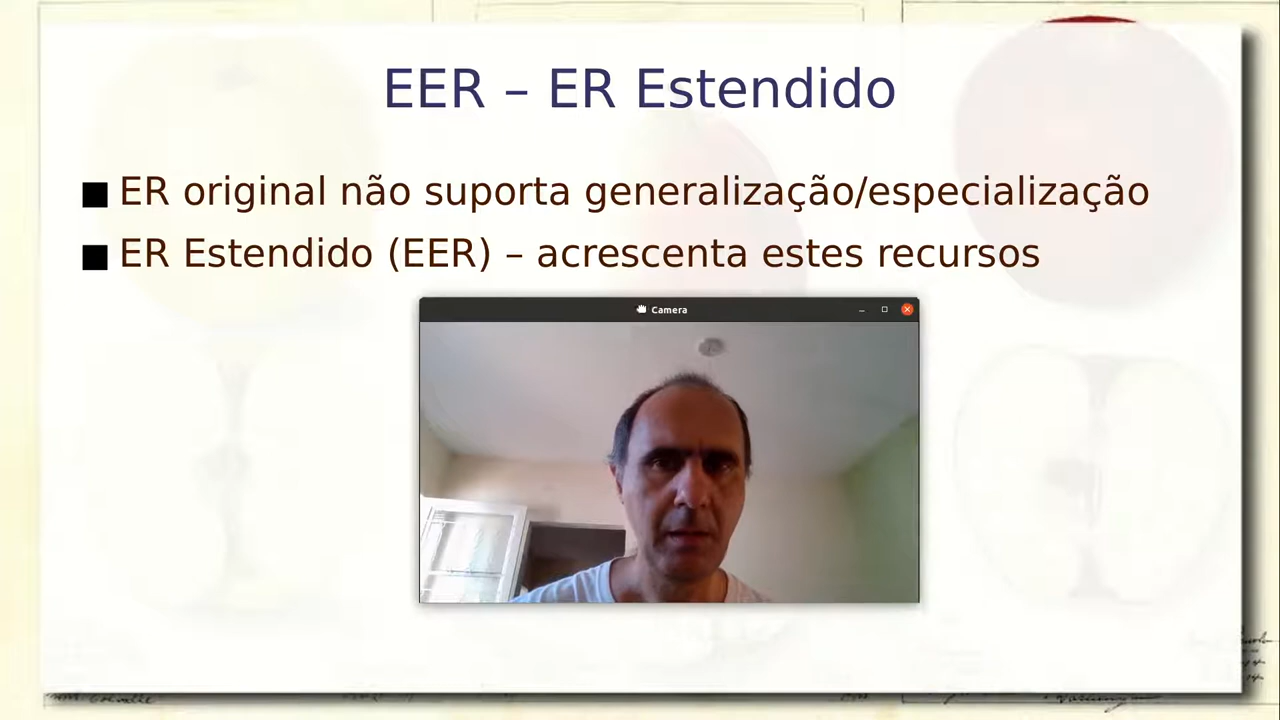 EER – ER Estendido
■ ER original não suporta generalização/especialização
■ ER Estendido (EER) – acrescenta estes recursos
Camera